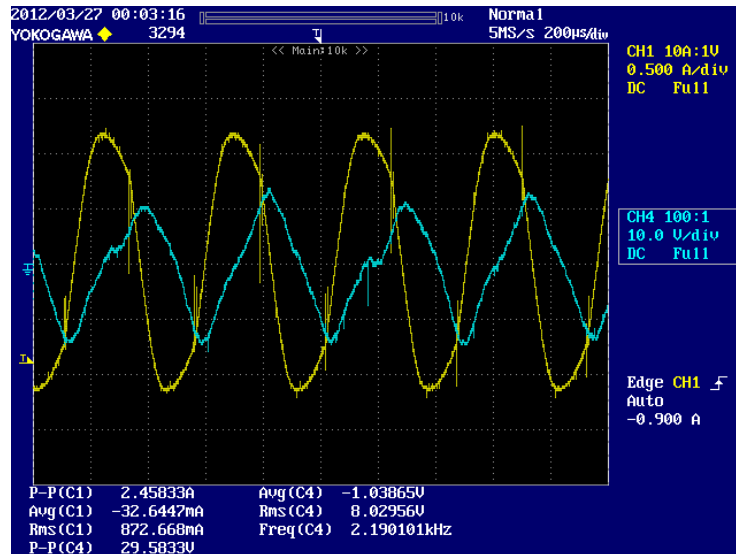 2012/03/27 00:03:16 10k Normal
YOKOGAWA 3294 5MS/s 200µs/div
<< Main:10k >>
CH1 10A:1V
0.500 A/div
DC Full
CH4 100:1
10.0 V/div
DC Full
Edge CH1
Auto
-0.900 A
P-P(C1) 2.45833A Avg(C4) -1.03865V
Avg(C1) -32.6447mA Rms(C4) 8.02956V
Rms(C1) 872.668mA Freq(C4) 2.190101kHz
P-P(C4) 29.5833V